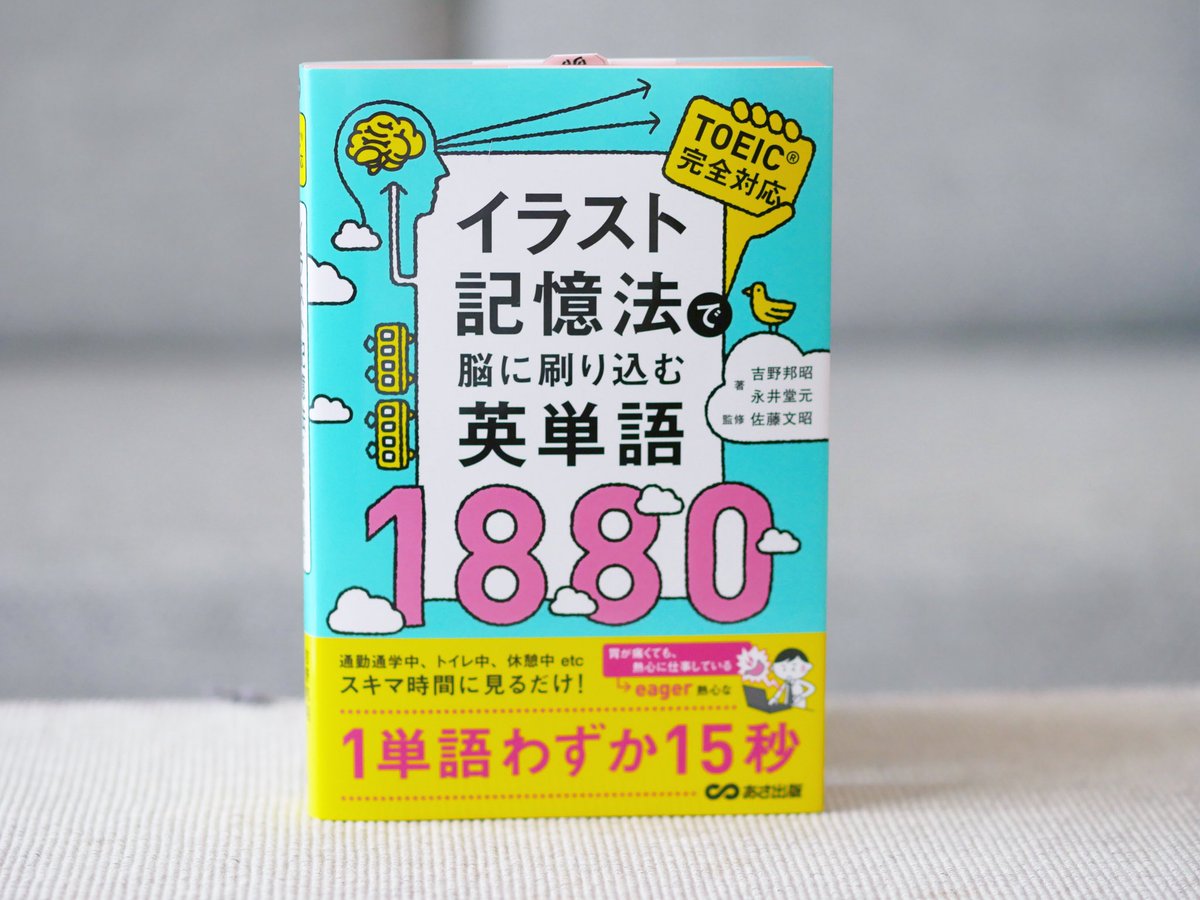 TOEIC®
完全対応
イラスト
記憶法で
脳に刷り込む
英単語
1880
著 吉野邦昭
永井堂元
監修 佐藤文昭
通勤通学中、トイレ中、休憩中 etc
スキマ時間に見るだけ!
胃が痛くても、
熱心に仕事している
eager 熱心な
1単語わずか15秒
あさ出版